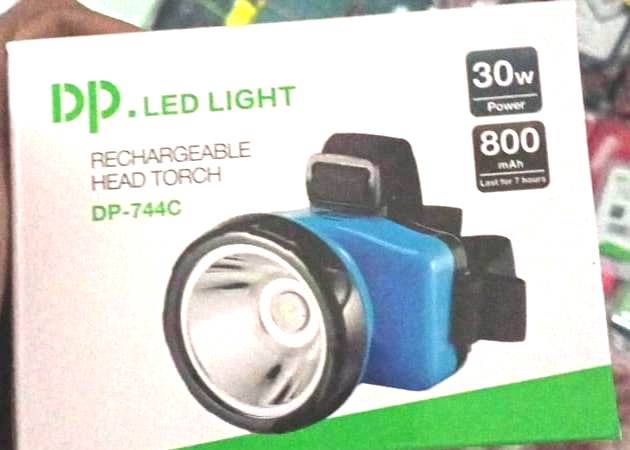 DP. LED LIGHT
RECHARGEABLE
HEAD TORCH
DP-744C
30w
Power
800
mAh
Last for 7 hours